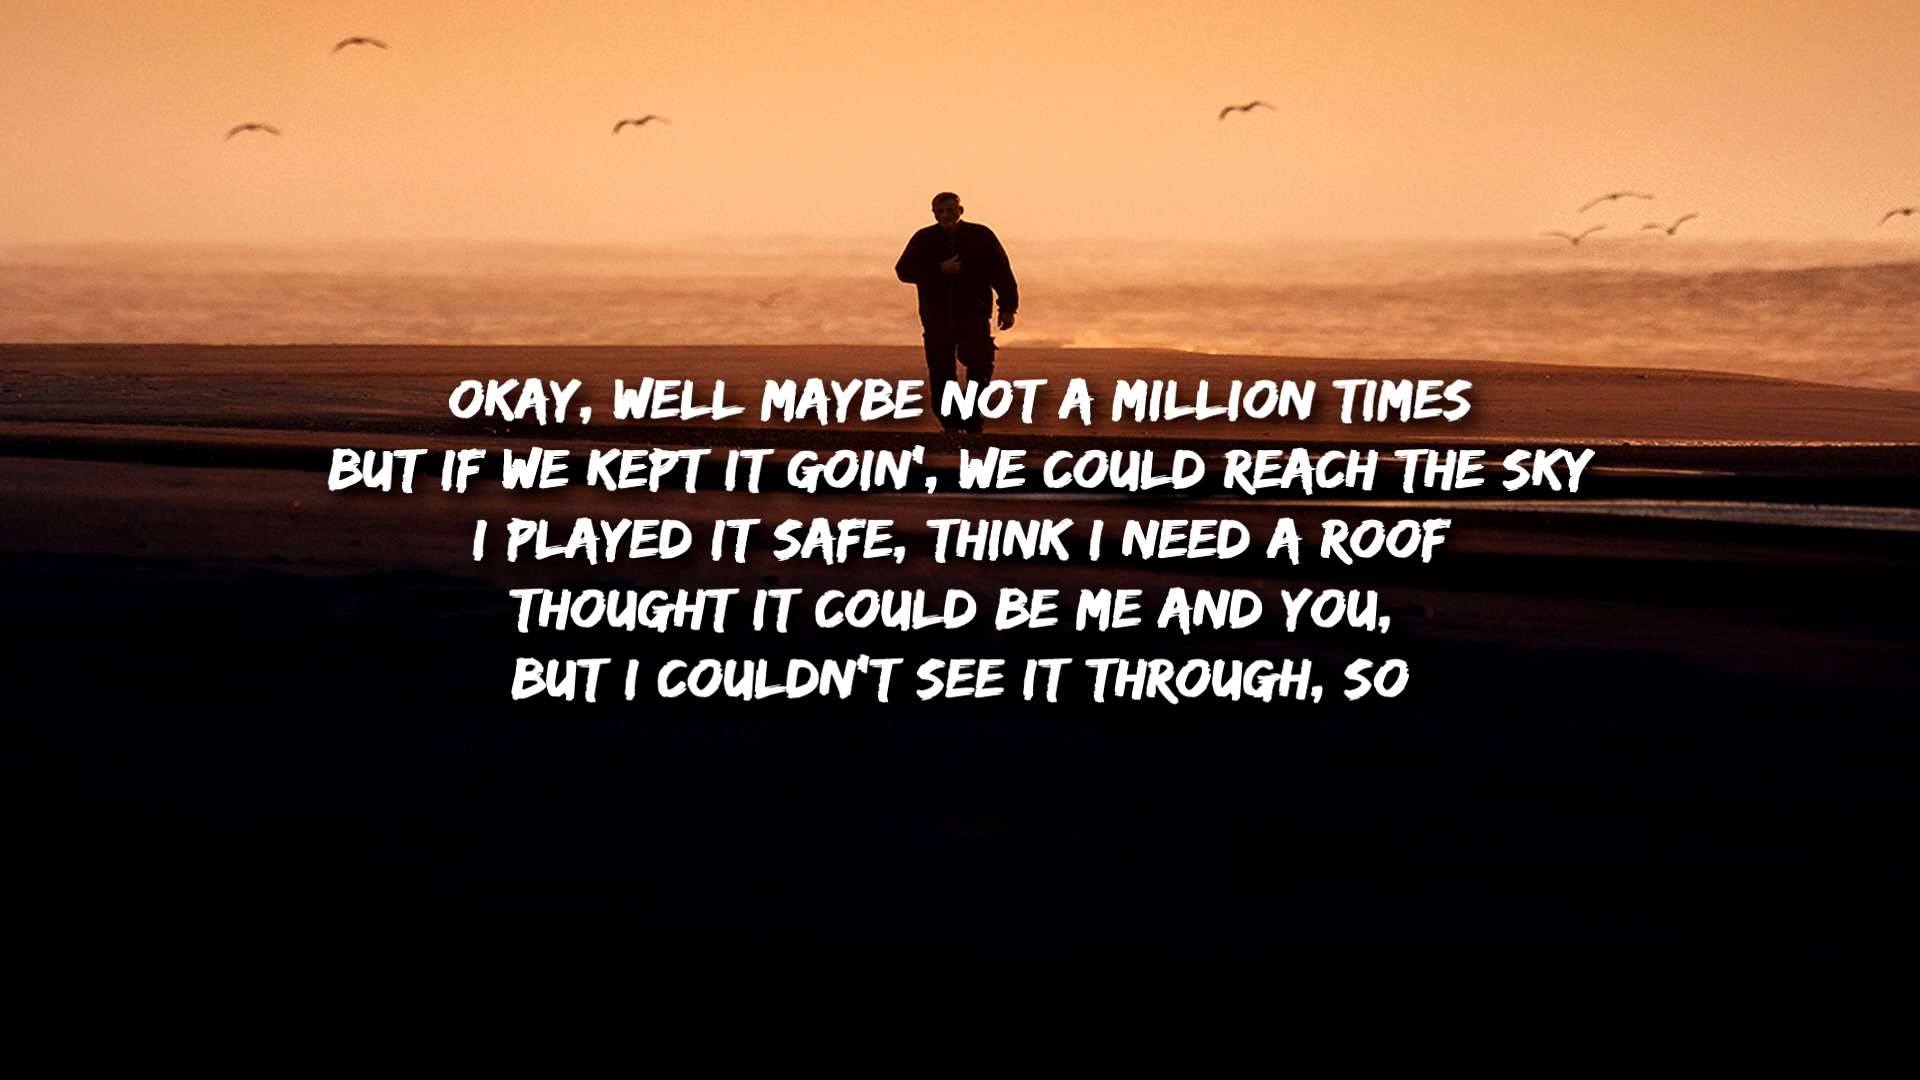 OKAY, WELL MAYBE NOT A MILLION TIMES
BUT IF WE KEPT IT GOIN', WE COULD REACH THE SKY
I PLAYED IT SAFE, THINK I NEED A ROOF
THOUGHT IT COULD BE ME AND YOU,
BUT I COULDN'T SEE IT THROUGH, SO